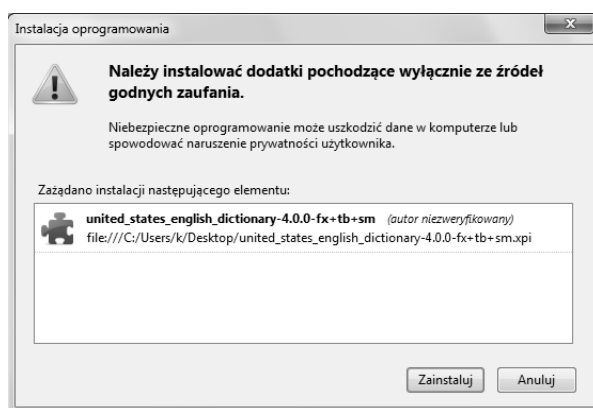 Instalacja oprogramowania
Należy instalować dodatki pochodzące wyłącznie ze źródeł
godnych zaufania.
Niebezpieczne oprogramowanie może uszkodzić dane w komputerze lub
spowodować naruszenie prywatności użytkownika.
Zażądano instalacji następującego elementu:
united_states_english_dictionary-4.0.0-fx+tb+sm (autor niezweryfikowany)
file:///C:/Users/k/Desktop/united_states_english_dictionary-4.0.0-fx+tb+sm.xpi
Zainstaluj Anuluj